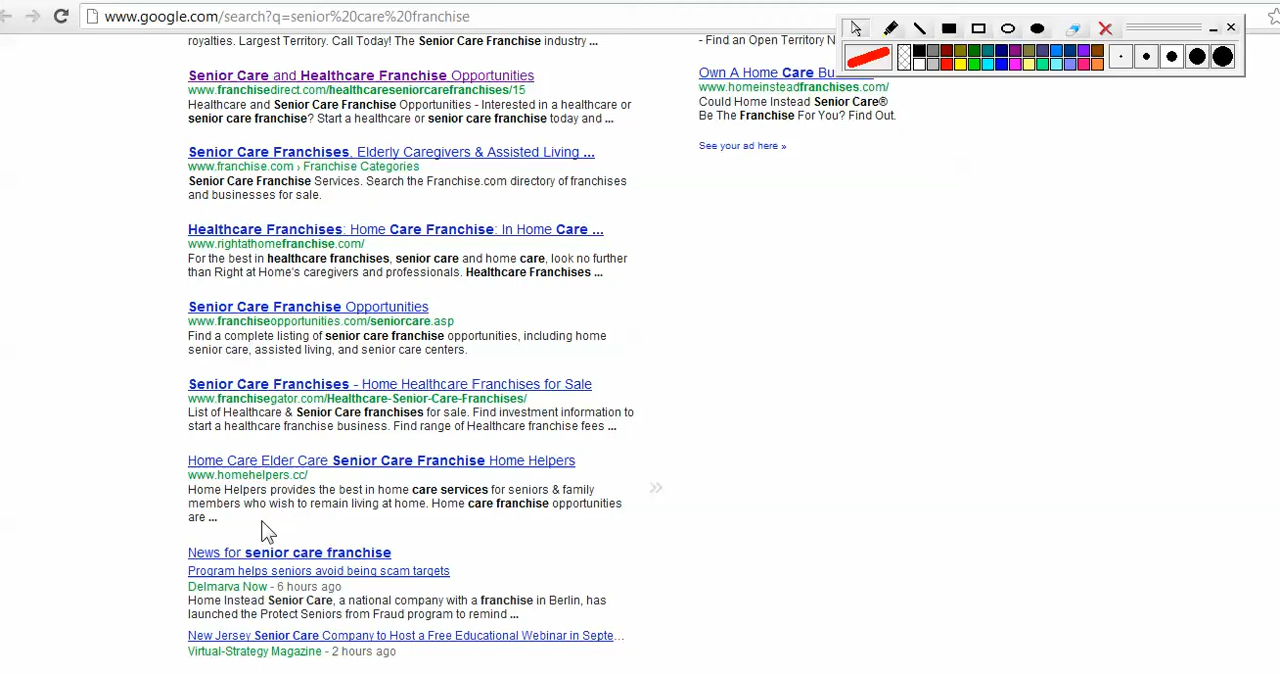 www.google.com/search?q=senior%20care%20franchise
royalties. Largest Territory. Call Today! The Senior Care Franchise industry ...
Senior Care and Healthcare Franchise Opportunities
www.franchisedirect.com/healthcareseniorcarefranchises/15
Healthcare and Senior Care Franchise Opportunities - Interested in a healthcare or
senior care franchise? Start a healthcare or senior care franchise today and ...
Senior Care Franchises, Elderly Caregivers & Assisted Living ...
www.franchise.com › Franchise Categories
Senior Care Franchise Services. Search the Franchise.com directory of franchises
and businesses for sale.
Healthcare Franchises: Home Care Franchise: In Home Care ...
www.rightathomefranchise.com/
For the best in healthcare franchises, senior care and home care, look no further
than Right at Home's caregivers and professionals. Healthcare Franchises ...
Senior Care Franchise Opportunities
www.franchiseopportunities.com/seniorcare.asp
Find a complete listing of senior care franchise opportunities, including home
senior care, assisted living, and senior care centers.
Senior Care Franchises - Home Healthcare Franchises for Sale
www.franchisegator.com/Healthcare-Senior-Care-Franchises/
List of Healthcare & Senior Care franchises for sale. Find investment information to
start a healthcare franchise business. Find range of Healthcare franchise fees ...
Home Care Elder Care Senior Care Franchise Home Helpers
www.homehelpers.cc/
Home Helpers provides the best in home care services for seniors & family
members who wish to remain living at home. Home care franchise opportunities
are ...
News for senior care franchise
Program helps seniors avoid being scam targets
Delmarva Now - 6 hours ago
Home Instead Senior Care, a national company with a franchise in Berlin, has
launched the Protect Seniors from Fraud program to remind ...
New Jersey Senior Care Company to Host a Free Educational Webinar in Septe...
Virtual-Strategy Magazine - 2 hours ago
- Find an Open Territory
Own A Home Care
www.homeinsteadfranchises.com/
Could Home Instead Senior Care®
Be The Franchise For You? Find Out.
See your ad here »
»